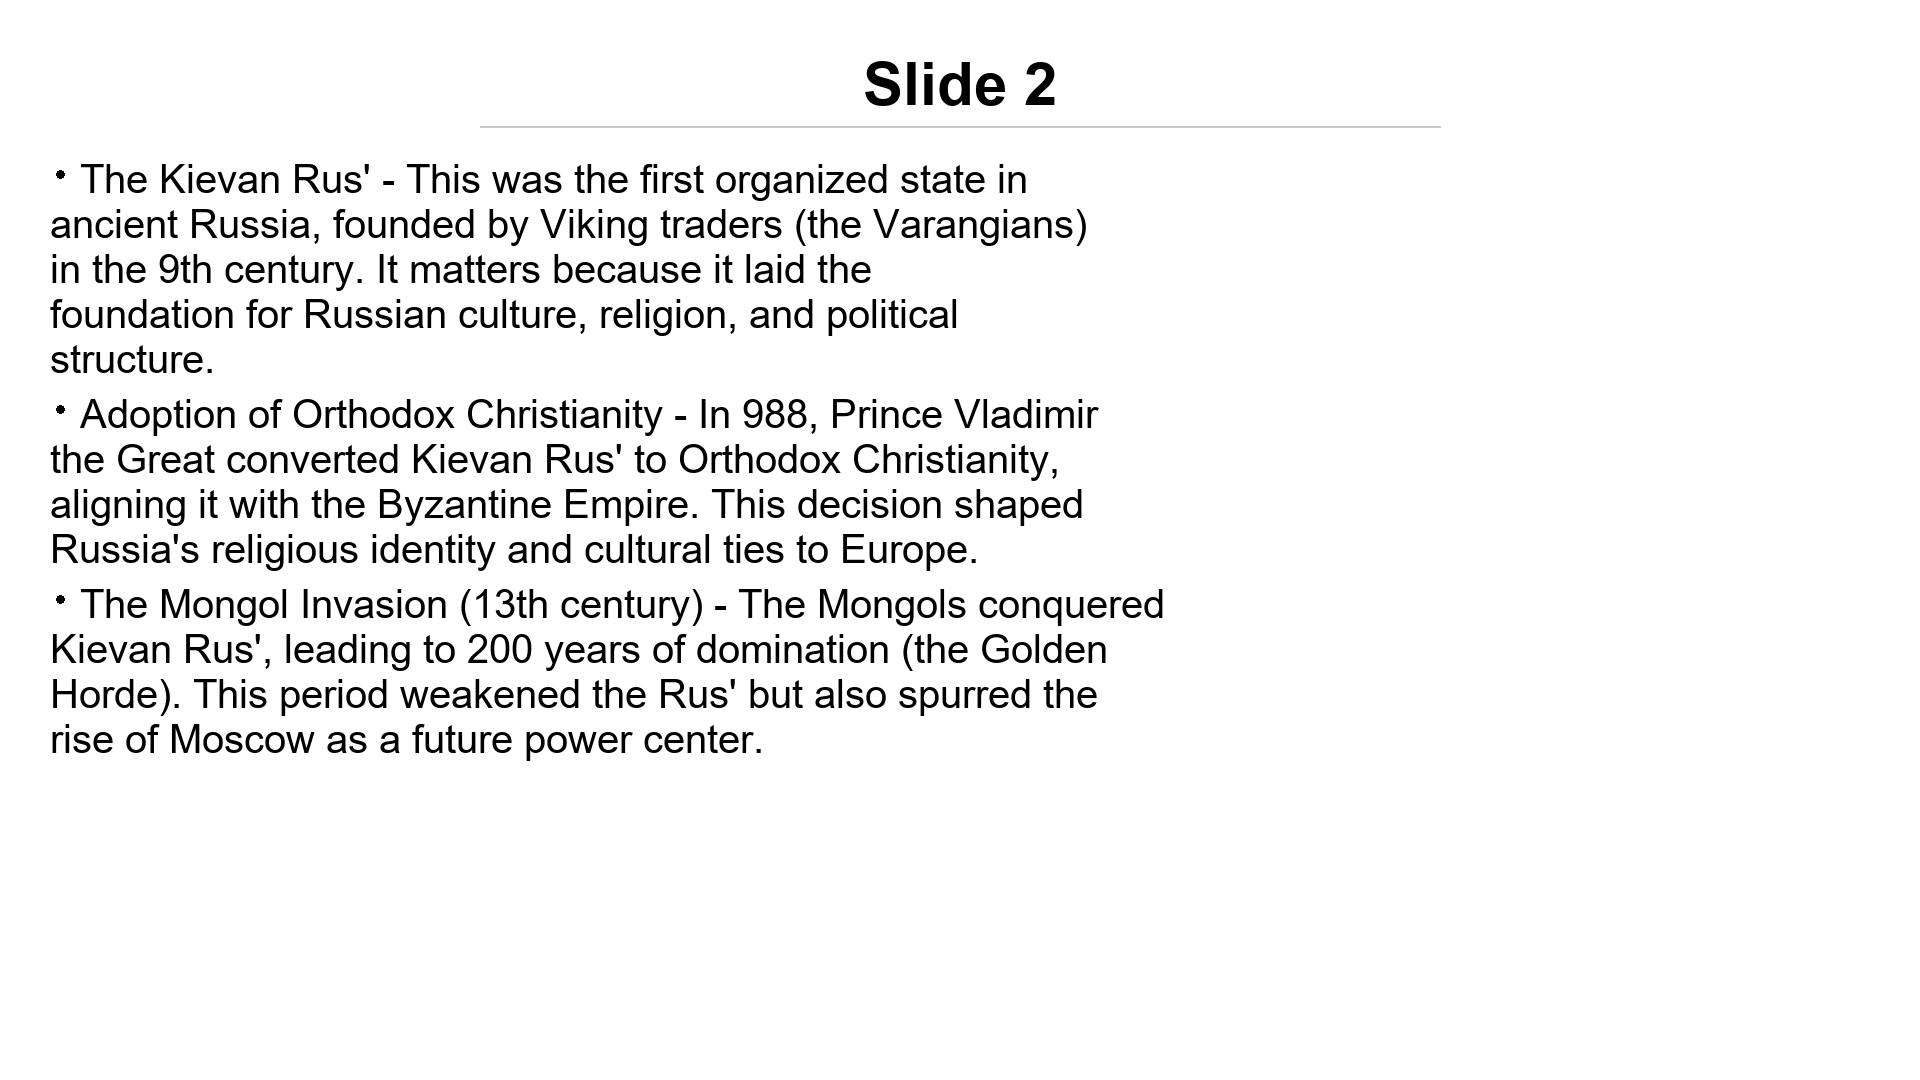 Slide 2
• The Kievan Rus' - This was the first organized state in
ancient Russia, founded by Viking traders (the Varangians)
in the 9th century. It matters because it laid the
foundation for Russian culture, religion, and political
structure.
• Adoption of Orthodox Christianity - In 988, Prince Vladimir
the Great converted Kievan Rus' to Orthodox Christianity,
aligning it with the Byzantine Empire. This decision shaped
Russia's religious identity and cultural ties to Europe.
• The Mongol Invasion (13th century) - The Mongols conquered
Kievan Rus', leading to 200 years of domination (the Golden
Horde). This period weakened the Rus' but also spurred the
rise of Moscow as a future power center.